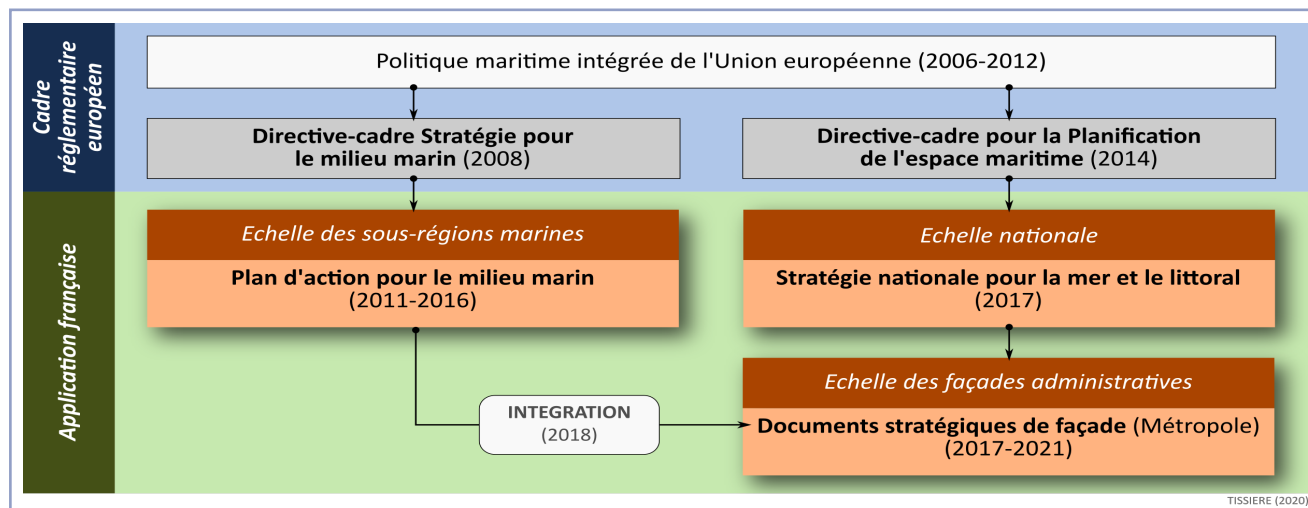 Cadre
réglementaire
européen
Politique maritime intégrée de l'Union européenne (2006-2012)
Directive-cadre Stratégie pour
le milieu marin (2008)
Directive-cadre pour la Planification
de l'espace maritime (2014)
Application française
Echelle des sous-régions marines
Plan d'action pour le milieu marin
(2011-2016)
Echelle nationale
Stratégie nationale pour la mer et le littoral
(2017)
INTEGRATION
(2018)
Echelle des façades administratives
Documents stratégiques de façade (Métropole)
(2017-2021)
TISSIERE (2020)